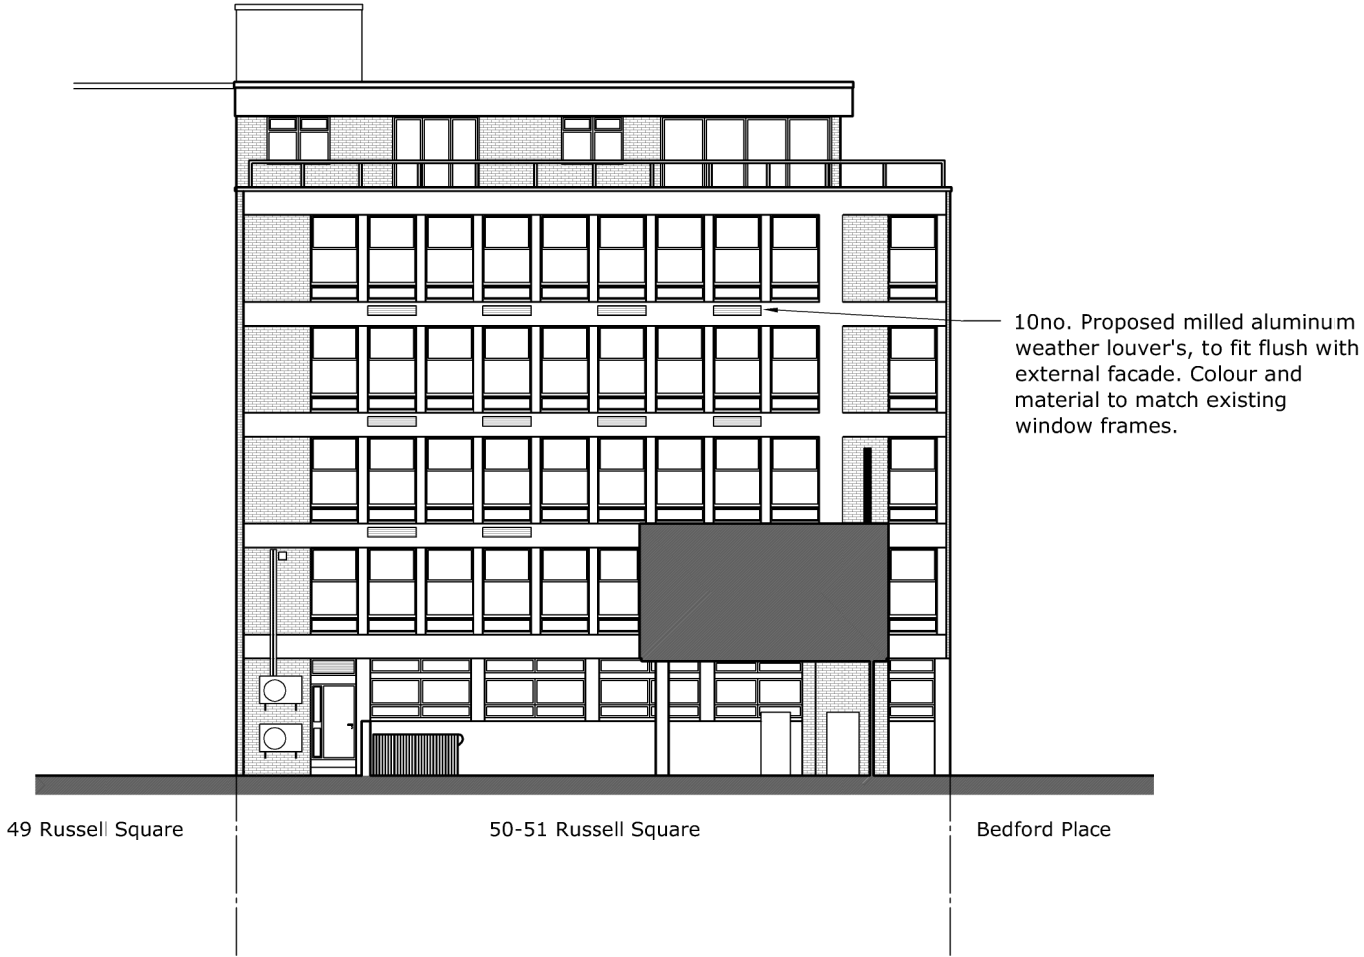 10no. Proposed milled aluminum
weather louver's, to fit flush with
external facade. Colour and
material to match existing
window frames.
49 Russell Square
50-51 Russell Square
Bedford Place